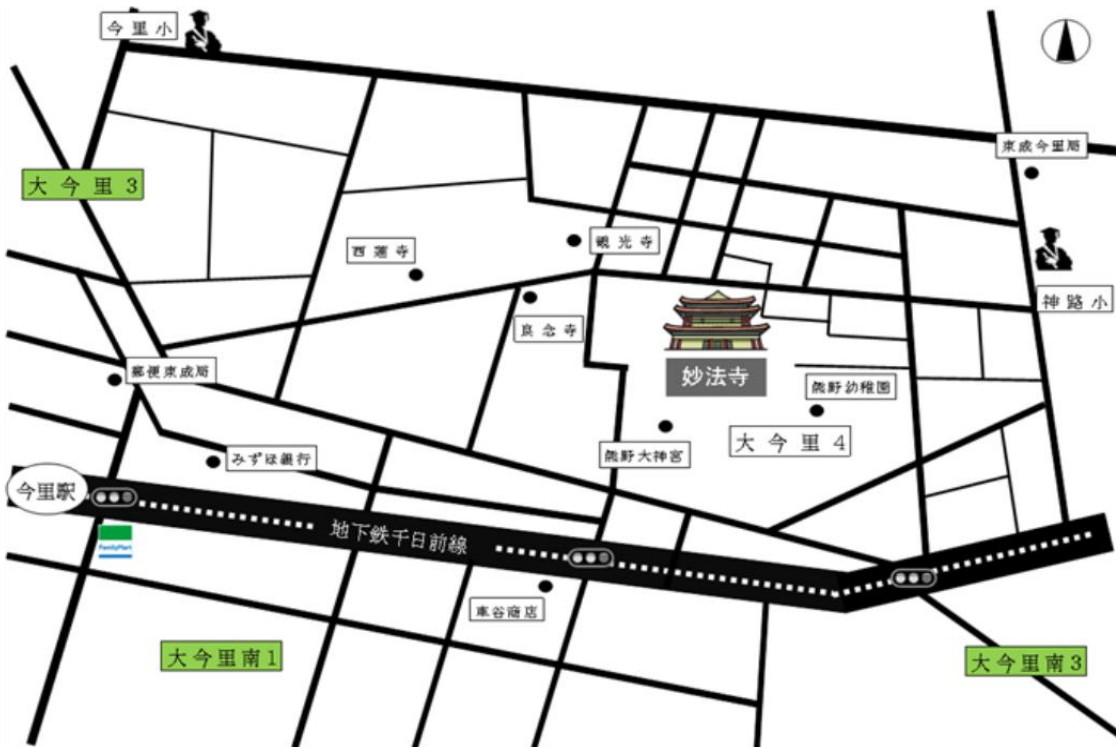 今里小
東成今里局
大今里3
観光寺
西蓮寺
神路小
良念寺
妙法寺
郵便東成局
熊野幼稚園
大今里4
熊野大神宮
みずほ銀行
今里駅
地下鉄千日前線
FamilyMart
車谷商店
大今里南1
大今里南3